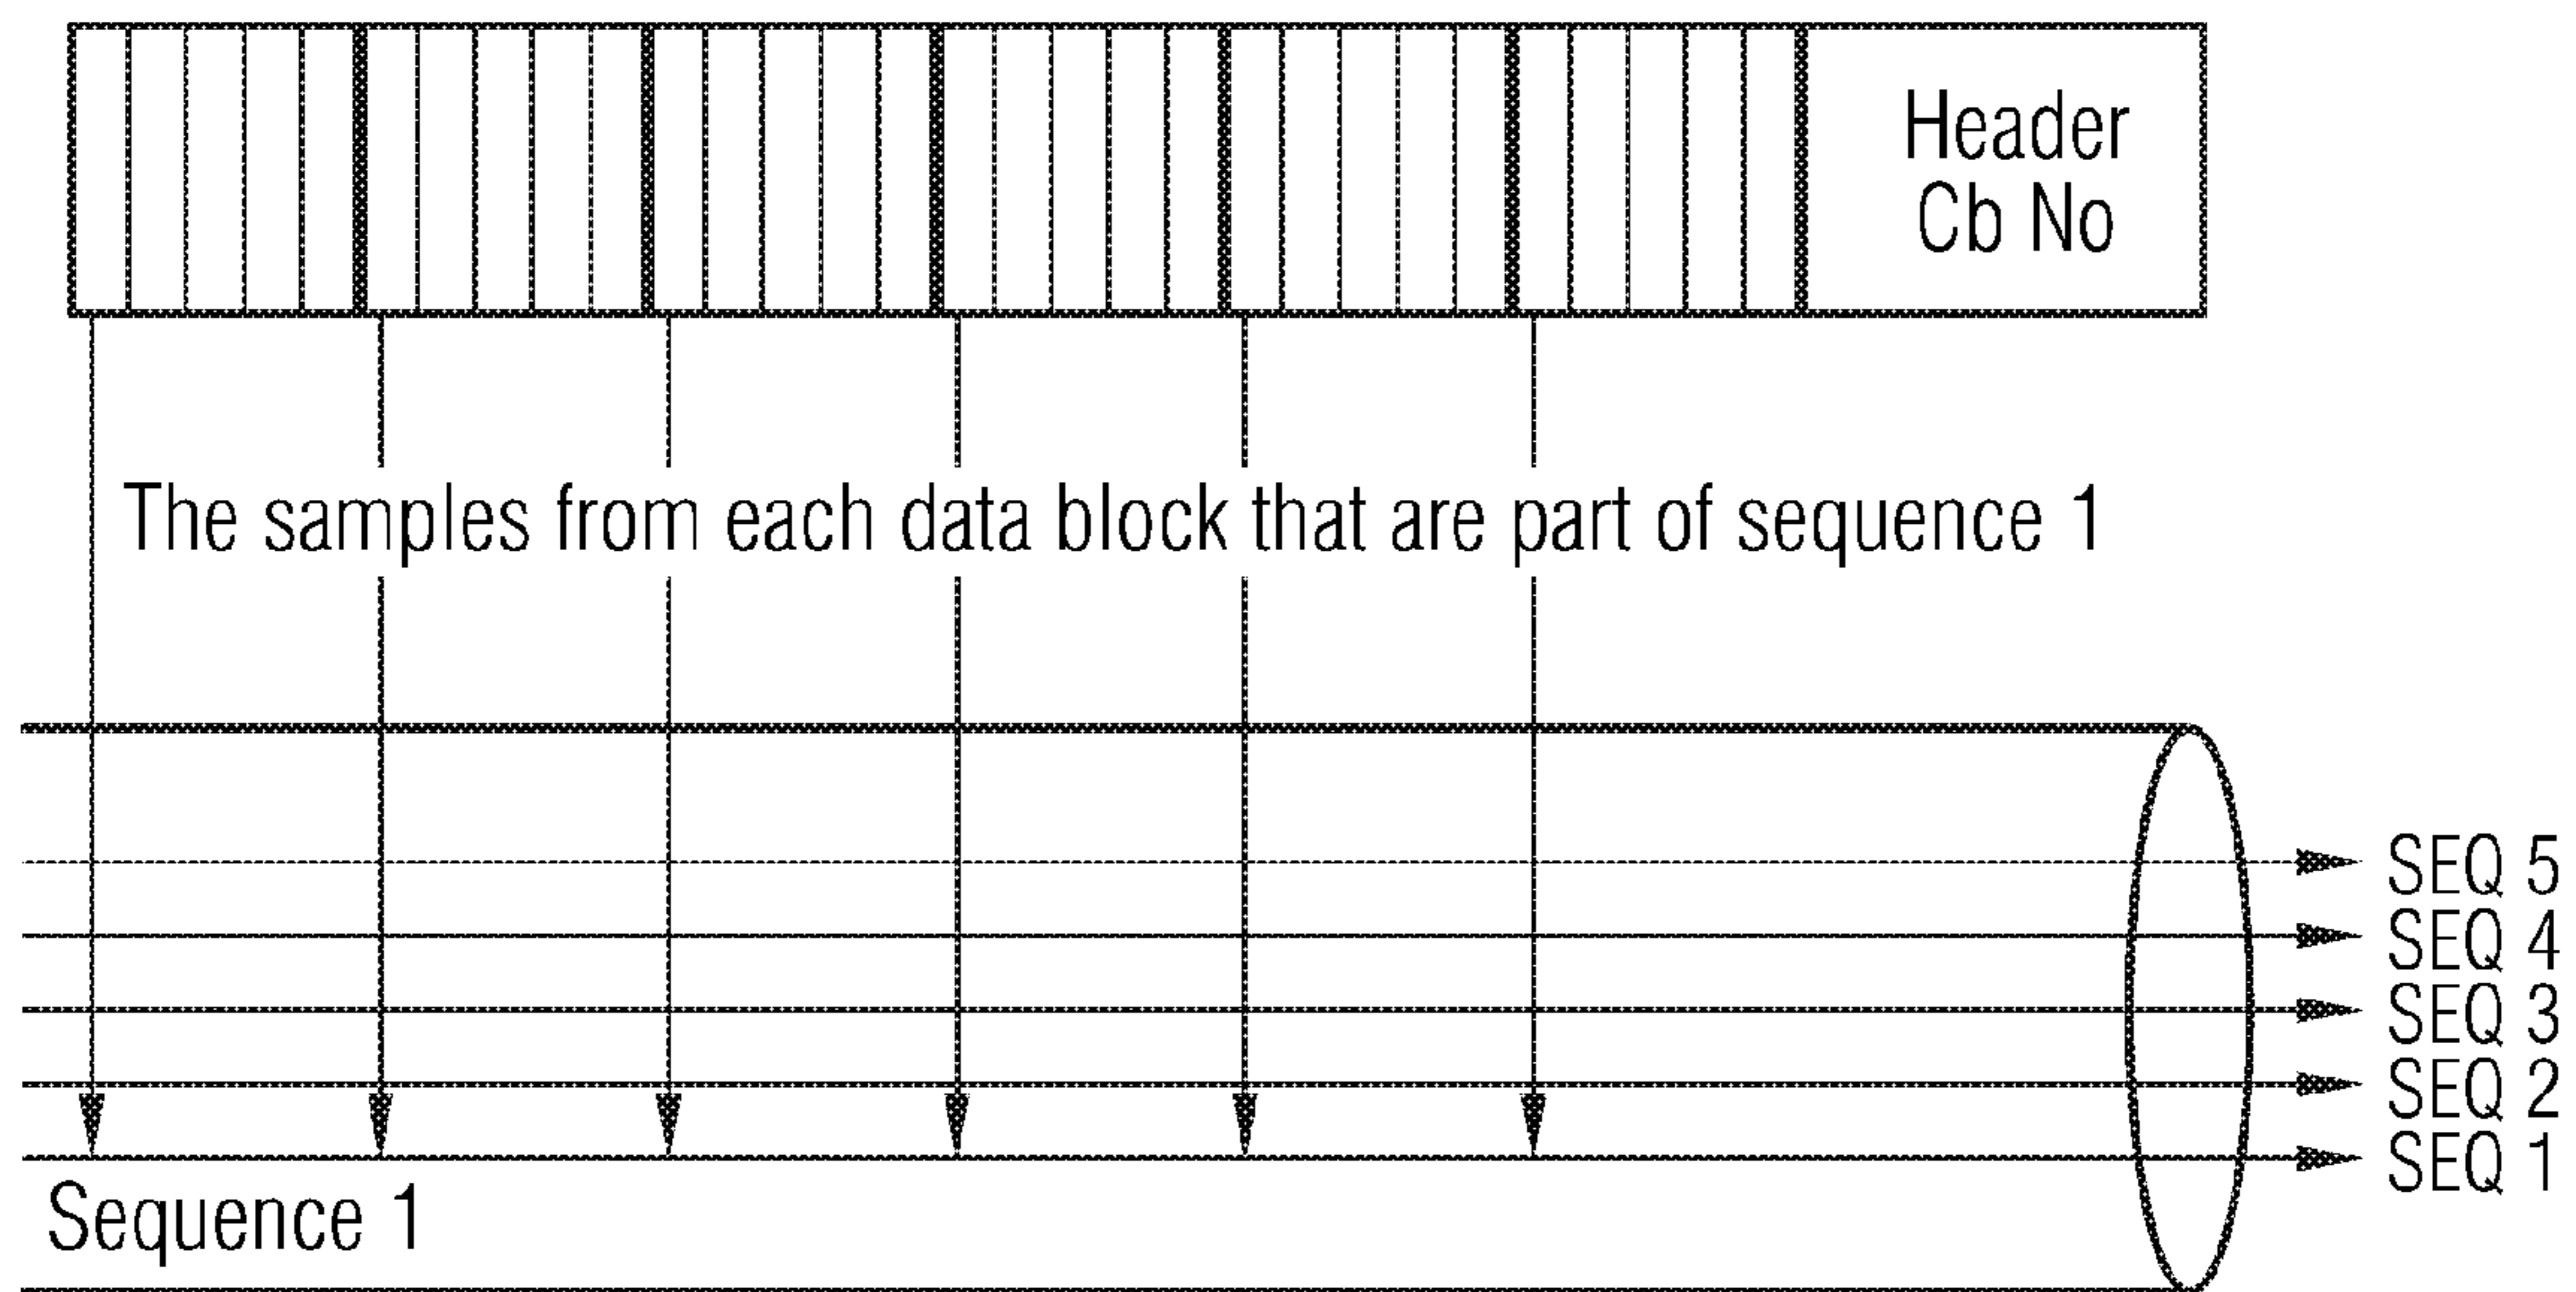 Header
Cb No
The samples from each data block that are part of sequence 1
SEQ 5
SEQ 4
SEQ 3
SEQ 2
SEQ 1
Sequence 1